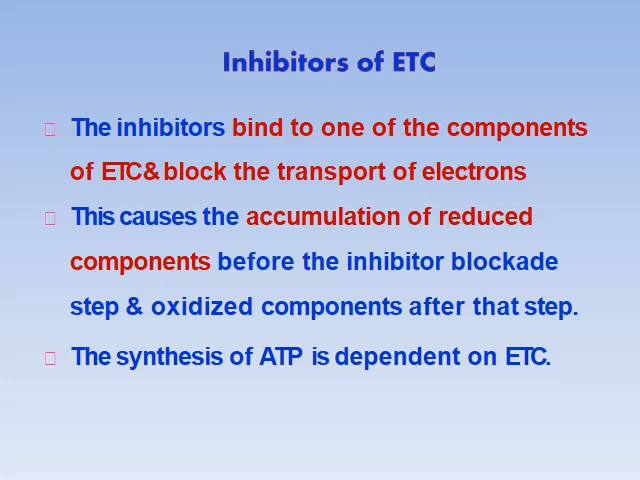 Inhibitors of ETC
The inhibitors bind to one of the components
of ETC& block the transport of electrons
This causes the accumulation of reduced
components before the inhibitor blockade
step & oxidized components after that step.
The synthesis of ATP is dependent on ETC.